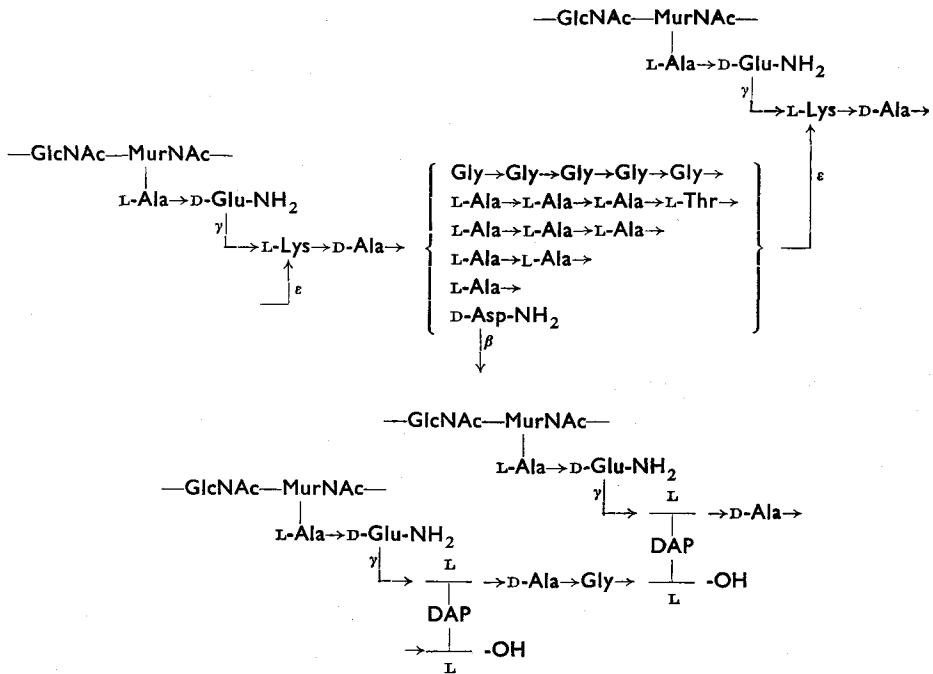 —GlcNAc—MurNAc—
L-Ala→D-Glu-NH2
γ
L-Lys→D-Ala→
ε
—GlcNAc—MurNAc—
L-Ala→D-Glu-NH2
γ
L-Lys→D-Ala→
ε
Gly→Gly→Gly→Gly→Gly→
L-Ala→L-Ala→L-Ala→L-Thr→
L-Ala→L-Ala→L-Ala→
L-Ala→L-Ala→
L-Ala→
D-Asp-NH2
β
—GlcNAc—MurNAc—
L-Ala→D-Glu-NH2
γ
L
→D-Ala→
DAP
-OH
L
—GlcNAc—MurNAc—
L-Ala→D-Glu-NH2
γ
L
→D-Ala→Gly→
DAP
-OH
L